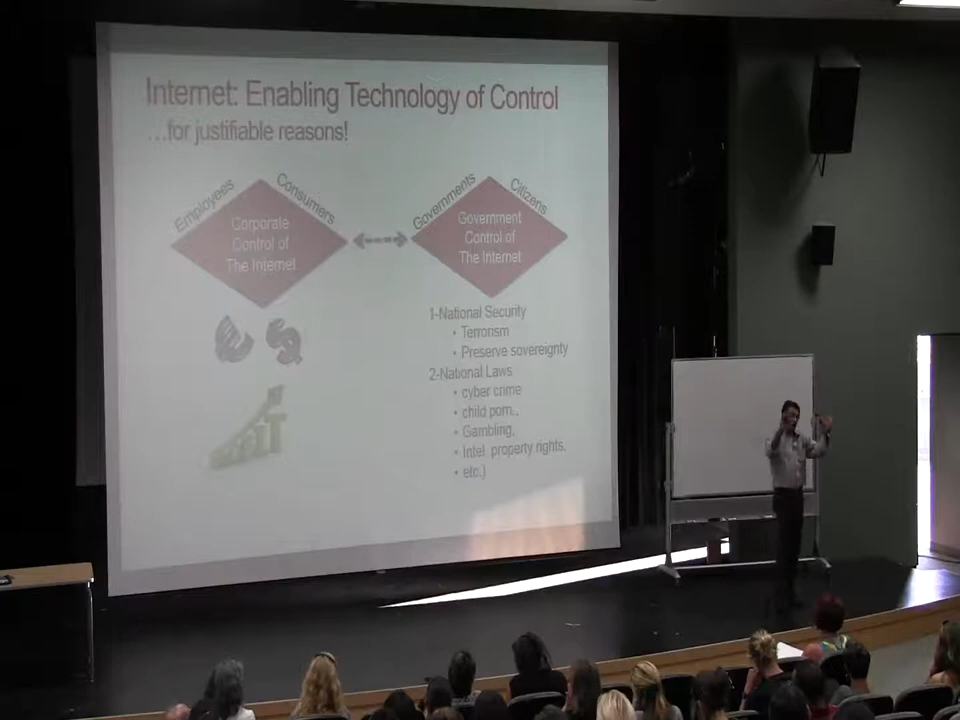 Internet: Enabling Technology of Control
…for justifiable reasons!
Employees
Consumers
Corporate
Control of
The Internet
Governments
Citizens
Government
Control of
The Internet
1-National Security
• Terrorism
• Preserve sovereignty
2-National Laws
• cyber crime
• child porn.,
• Gambling,
• Intel. property rights,
• etc.)